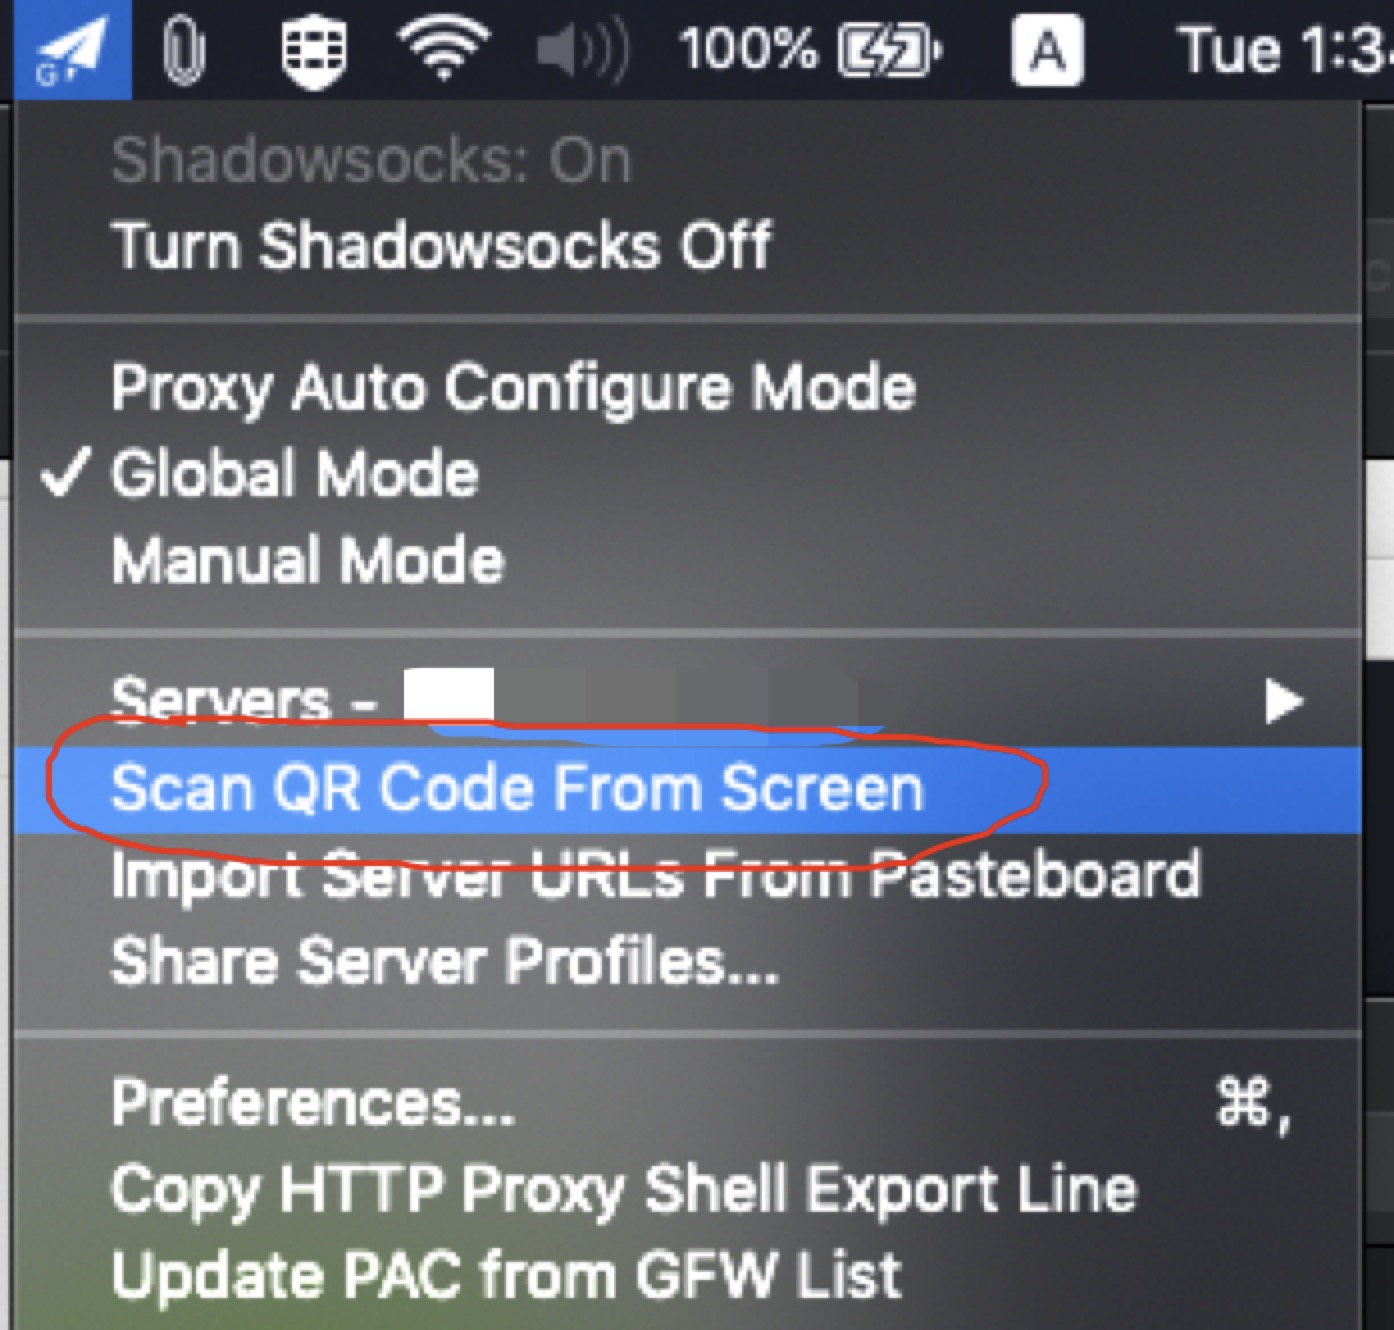 G
100%
A
Tue 1:3
Shadowsocks: On
Turn Shadowsocks Off
Proxy Auto Configure Mode
✓ Global Mode
Manual Mode
Servers -
Scan QR Code From Screen
Import Server URLs From Pasteboard
Share Server Profiles...
Preferences... ⌘,
Copy HTTP Proxy Shell Export Line
Update PAC from GFW List